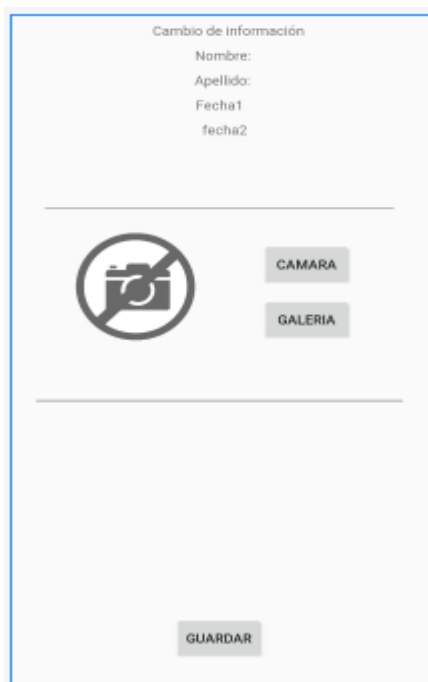 Cambio de información
Nombre:
Apellido:
Fecha1
fecha2
CAMARA
GALERIA
GUARDAR